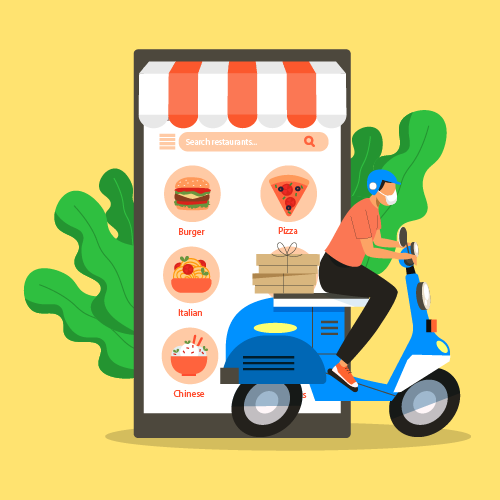 Search restaurants...
Burger
Pizza
Italian
Chinese